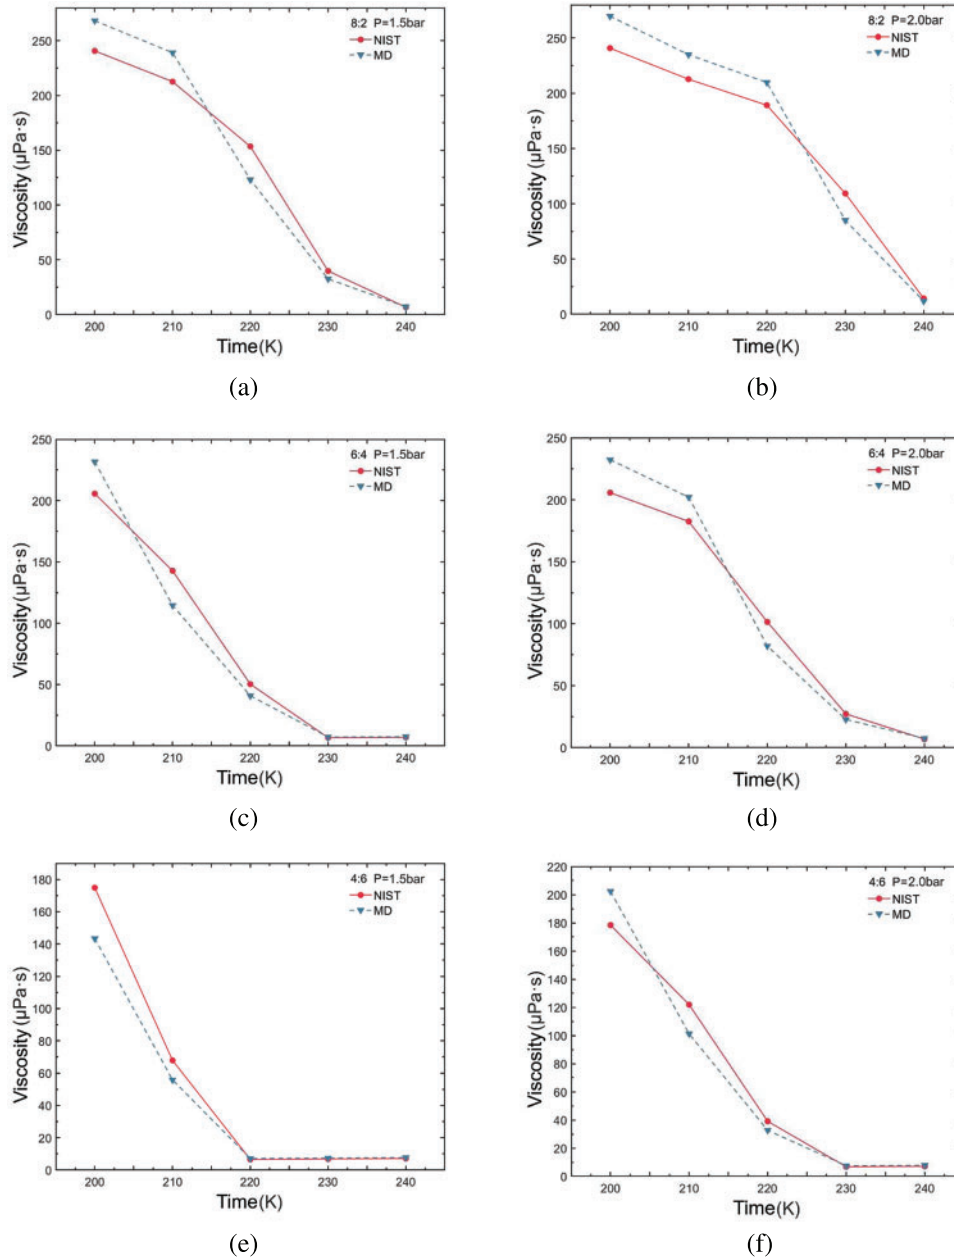 8:2 P=1.5bar
NIST
MD
Viscosity (μPa·s)
250
200
150
100
50
0
200 210 220 230 240
Time(K)
(a)
8:2 P=2.0bar
NIST
MD
Viscosity (μPa·s)
250
200
150
100
50
0
200 210 220 230 240
Time(K)
(b)
6:4 P=1.5bar
NIST
MD
Viscosity (μPa·s)
250
200
150
100
50
0
200 210 220 230 240
Time(K)
(c)
6:4 P=2.0bar
NIST
MD
Viscosity (μPa·s)
250
200
150
100
50
0
200 210 220 230 240
Time(K)
(d)
4:6 P=1.5bar
NIST
MD
Viscosity (μPa·s)
180
160
140
120
100
80
60
40
20
0
200 210 220 230 240
Time(K)
(e)
4:6 P=2.0bar
NIST
MD
Viscosity (μPa·s)
220
200
180
160
140
120
100
80
60
40
20
0
200 210 220 230 240
Time(K)
(f)